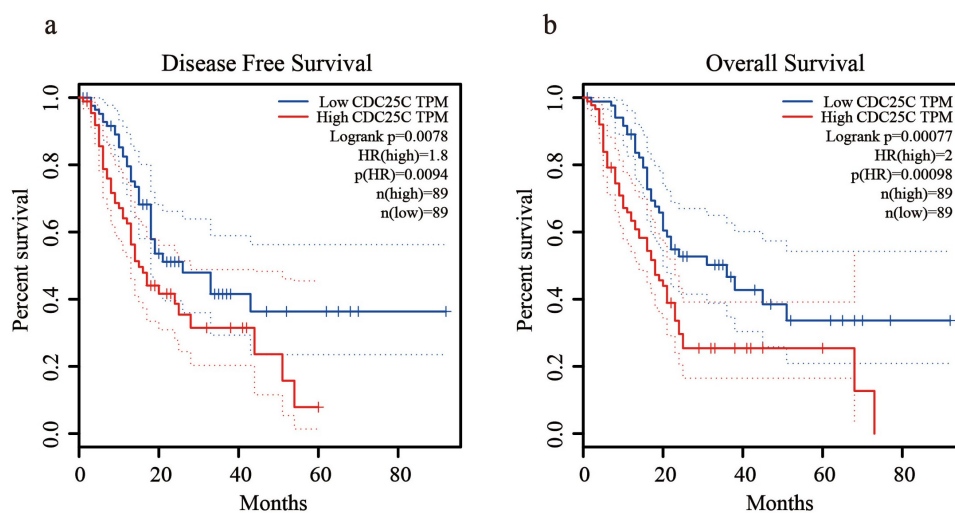 a
Disease Free Survival
Low CDC25C TPM
High CDC25C TPM
Logrank p=0.0078
HR(high)=1.8
p(HR)=0.0094
n(high)=89
n(low)=89
Percent survival
1.0
0.8
0.6
0.4
0.2
0.0
0 20 40 60 80
Months
b
Overall Survival
Low CDC25C TPM
High CDC25C TPM
Logrank p=0.00077
HR(high)=2
p(HR)=0.00098
n(high)=89
n(low)=89
Percent survival
1.0
0.8
0.6
0.4
0.2
0.0
0 20 40 60 80
Months